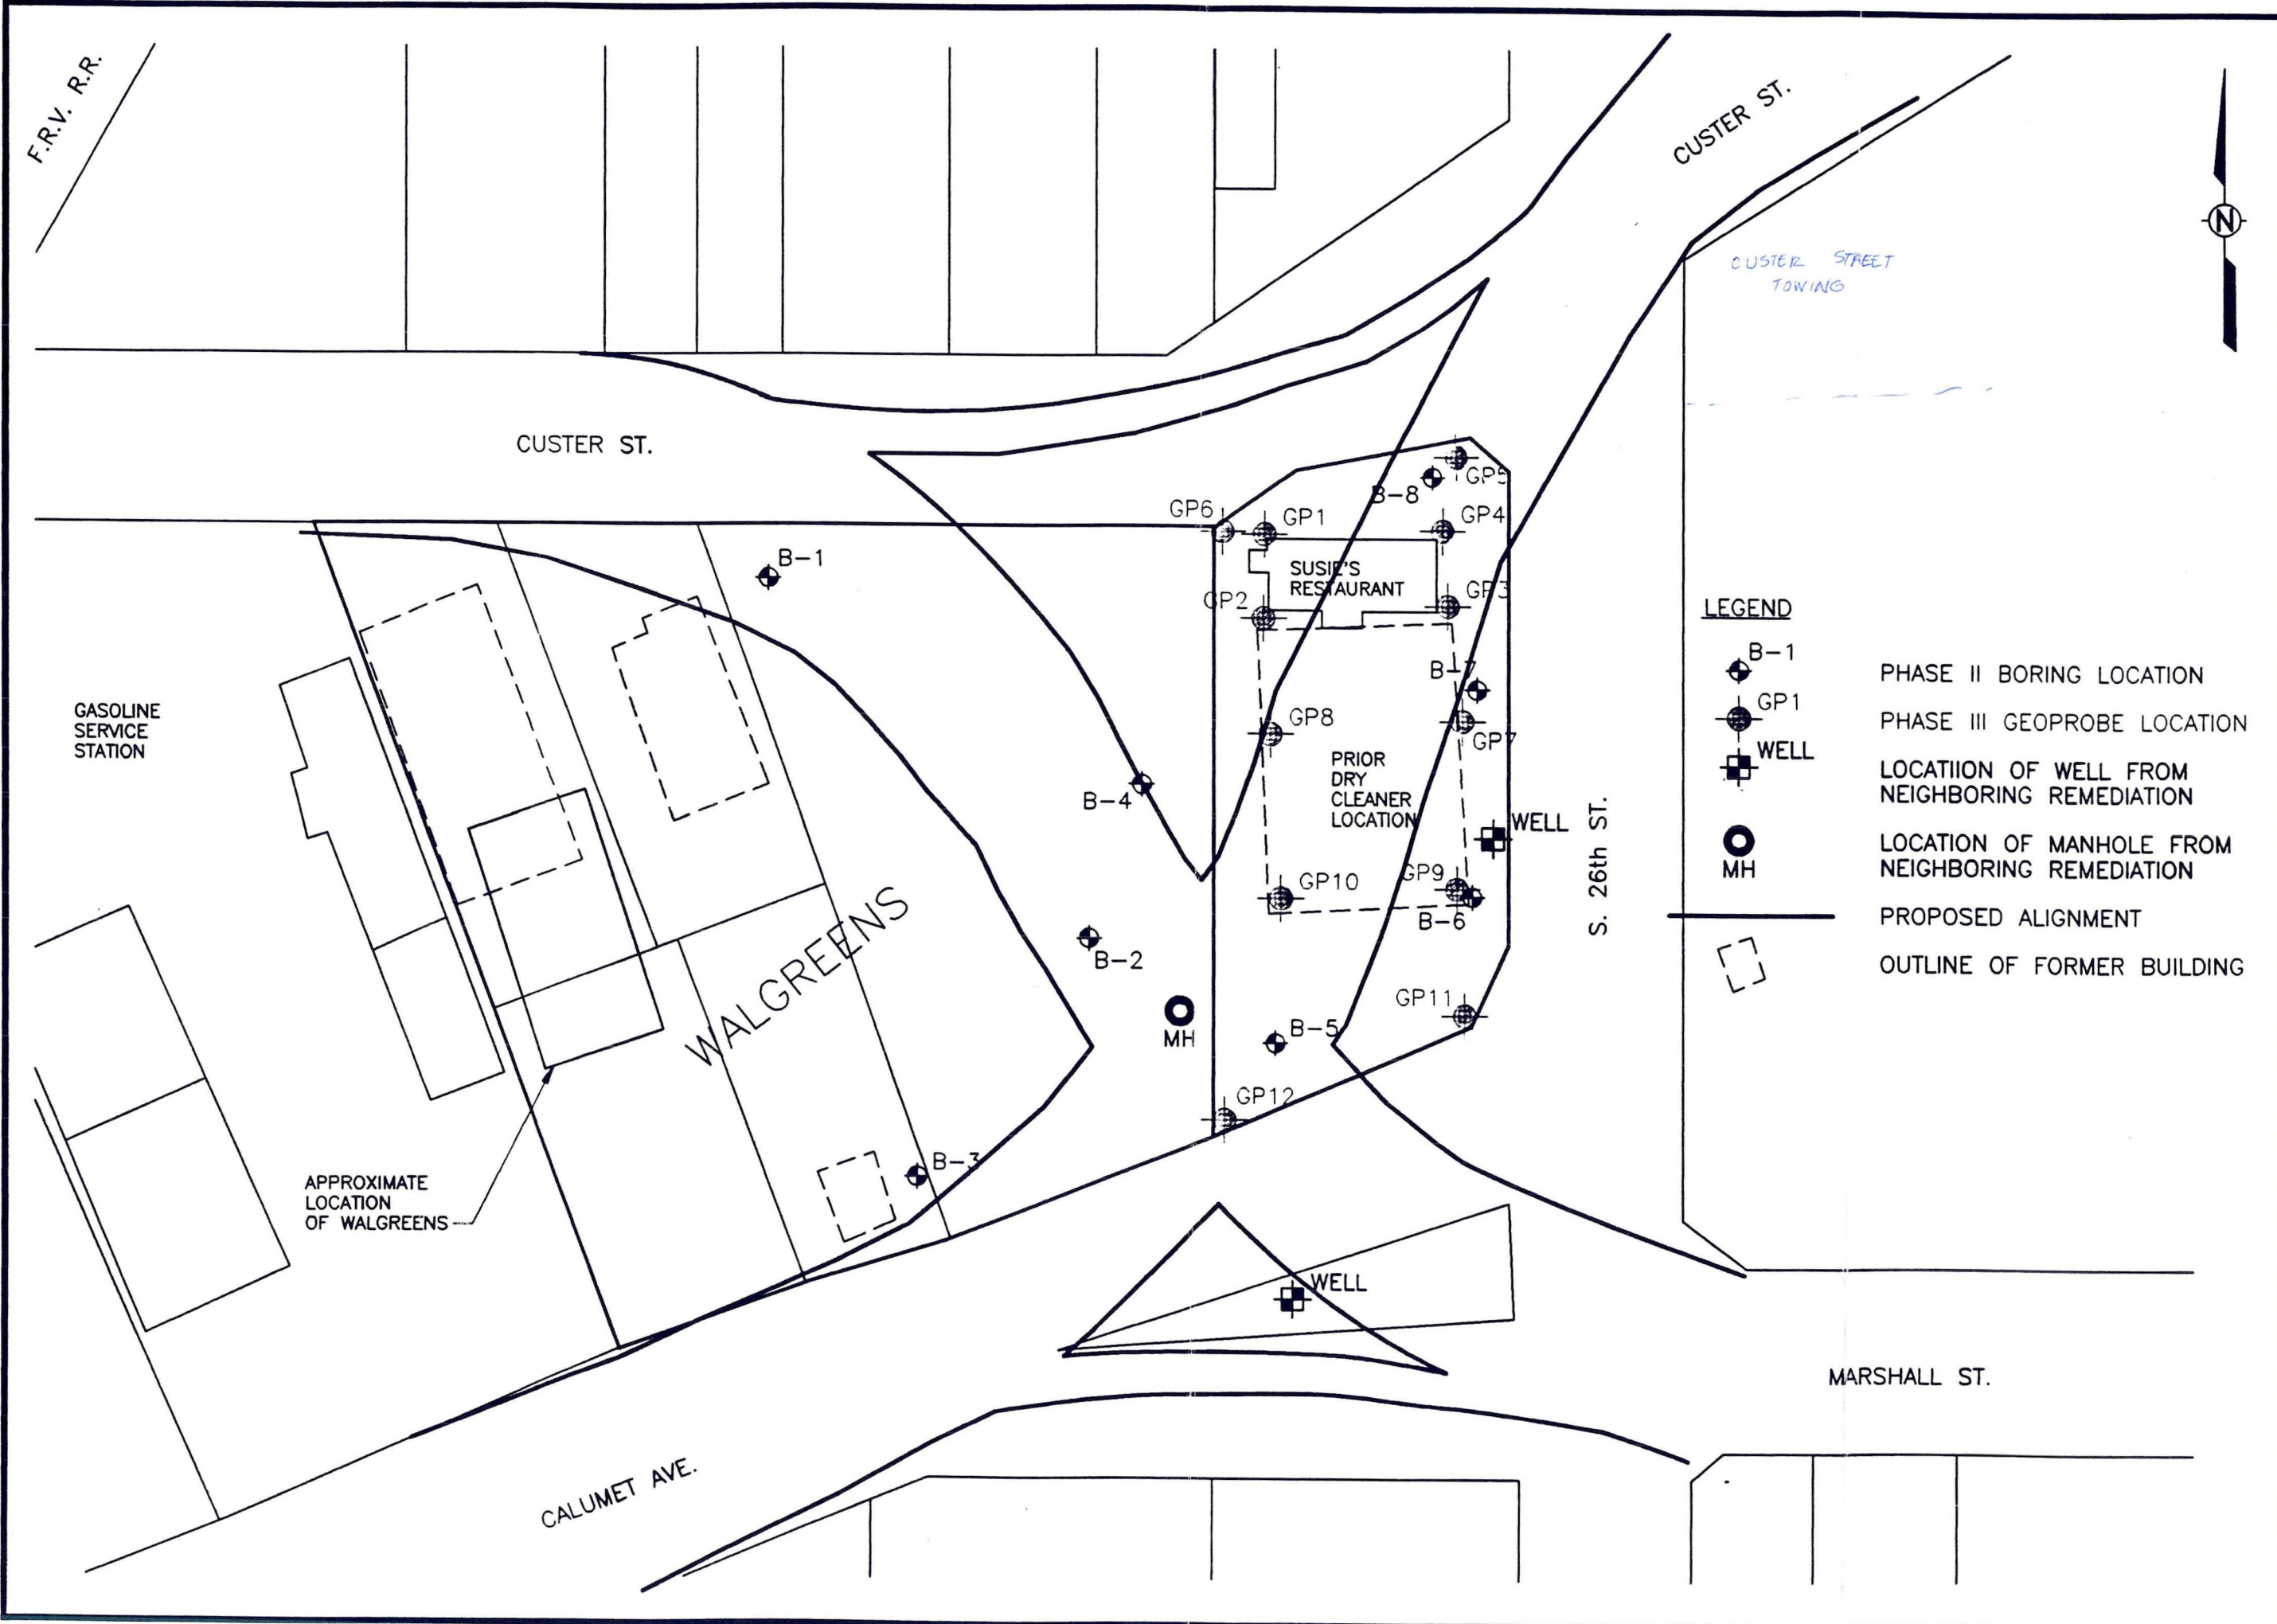 F.R.V. R.R.
CUSTER ST.
CUSTER STREET
TOWING
N
CUSTER ST.
B-8
GP5
GP6
GP1
GP4
B-1
SUSIE'S
RESTAURANT
GP2
GP3
B-7
GP8
GP7
GASOLINE
SERVICE
STATION
PRIOR
DRY
CLEANER
LOCATION
B-4
WELL
S. 26th ST.
GP10
GP9
B-6
WALGREENS
B-2
GP11
MH
B-5
GP12
B-3
APPROXIMATE
LOCATION
OF WALGREENS
WELL
MARSHALL ST.
CALUMET AVE.
LEGEND
B-1
PHASE II BORING LOCATION
GP1
PHASE III GEOPROBE LOCATION
WELL
LOCATIION OF WELL FROM
NEIGHBORING REMEDIATION
LOCATION OF MANHOLE FROM
MH
NEIGHBORING REMEDIATION
PROPOSED ALIGNMENT
OUTLINE OF FORMER BUILDING